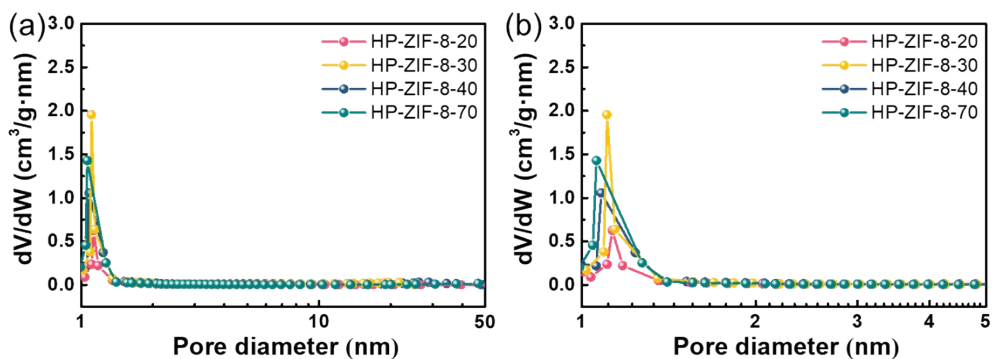 (a)
3.0
2.5
2.0
1.5
1.0
0.5
0.0
dV/dW (cm³/g·nm)
HP-ZIF-8-20
HP-ZIF-8-30
HP-ZIF-8-40
HP-ZIF-8-70
1 10 50
Pore diameter (nm)
(b)
3.0
2.5
2.0
1.5
1.0
0.5
0.0
dV/dW (cm³/g·nm)
HP-ZIF-8-20
HP-ZIF-8-30
HP-ZIF-8-40
HP-ZIF-8-70
1 2 3 4 5
Pore diameter (nm)